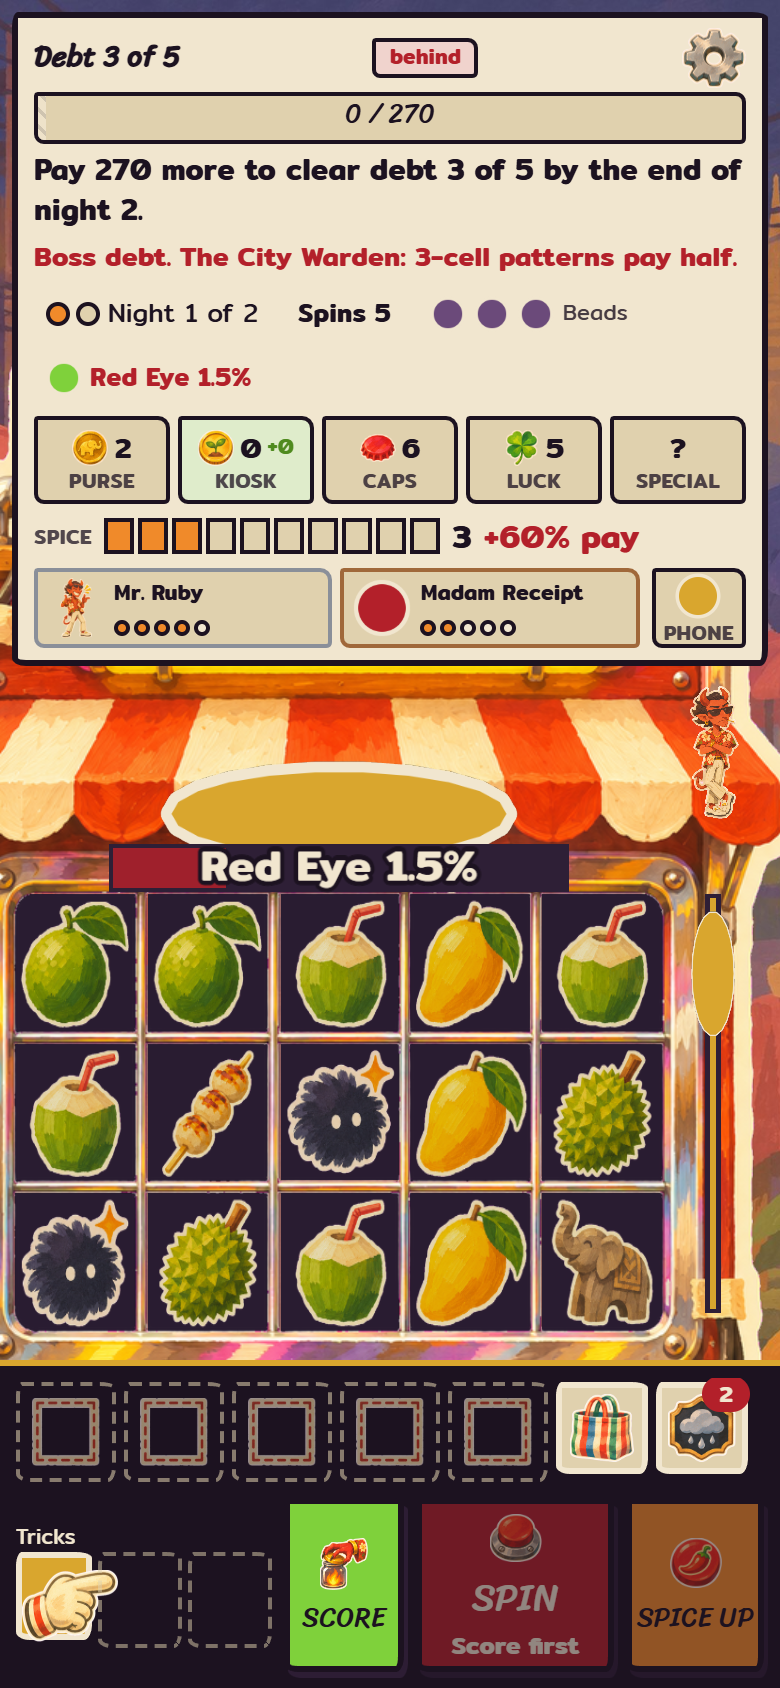 Debt 3 of 5
behind
0 / 270
Pay 270 more to clear debt 3 of 5 by the end of
night 2.
Boss debt. The City Warden: 3-cell patterns pay half.
Night 1 of 2 Spins 5 Beads
Red Eye 1.5%
2 0 +0 6 5 ?
PURSE KIOSK CAPS LUCK SPECIAL
SPICE 3 +60% pay
Mr. Ruby Madam Receipt
PHONE
Red Eye 1.5%
2
Tricks
SCORE SPIN SPICE UP
Score first